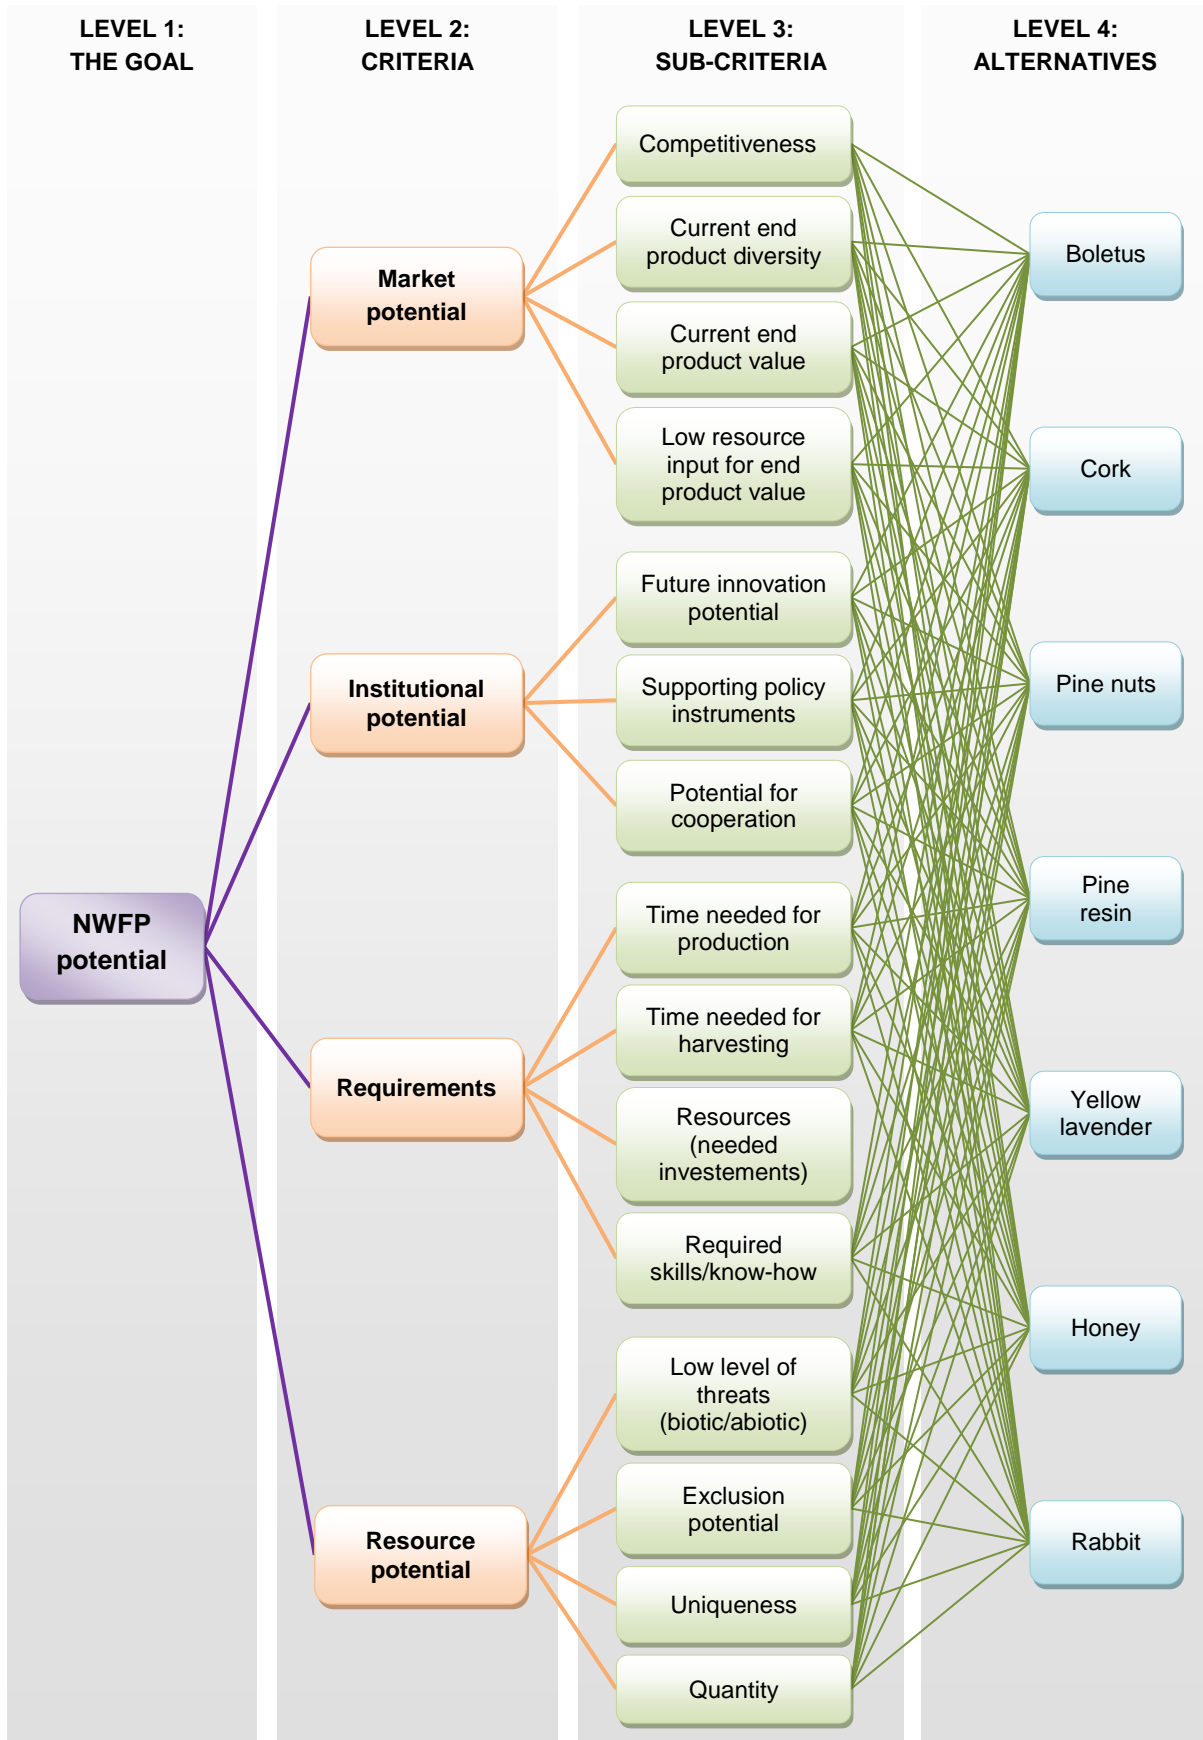 LEVEL 1:
THE GOAL
LEVEL 2:
CRITERIA
LEVEL 3:
SUB-CRITERIA
LEVEL 4:
ALTERNATIVES
NWFP
potential
Market
potential
Institutional
potential
Requirements
Resource
potential
Competitiveness
Current end
product diversity
Current end
product value
Low resource
input for end
product value
Future innovation
potential
Supporting policy
instruments
Potential for
cooperation
Time needed for
production
Time needed for
harvesting
Resources
(needed
investements)
Required
skills/know-how
Low level of
threats
(biotic/abiotic)
Exclusion
potential
Uniqueness
Quantity
Boletus
Cork
Pine nuts
Pine
resin
Yellow
lavender
Honey
Rabbit